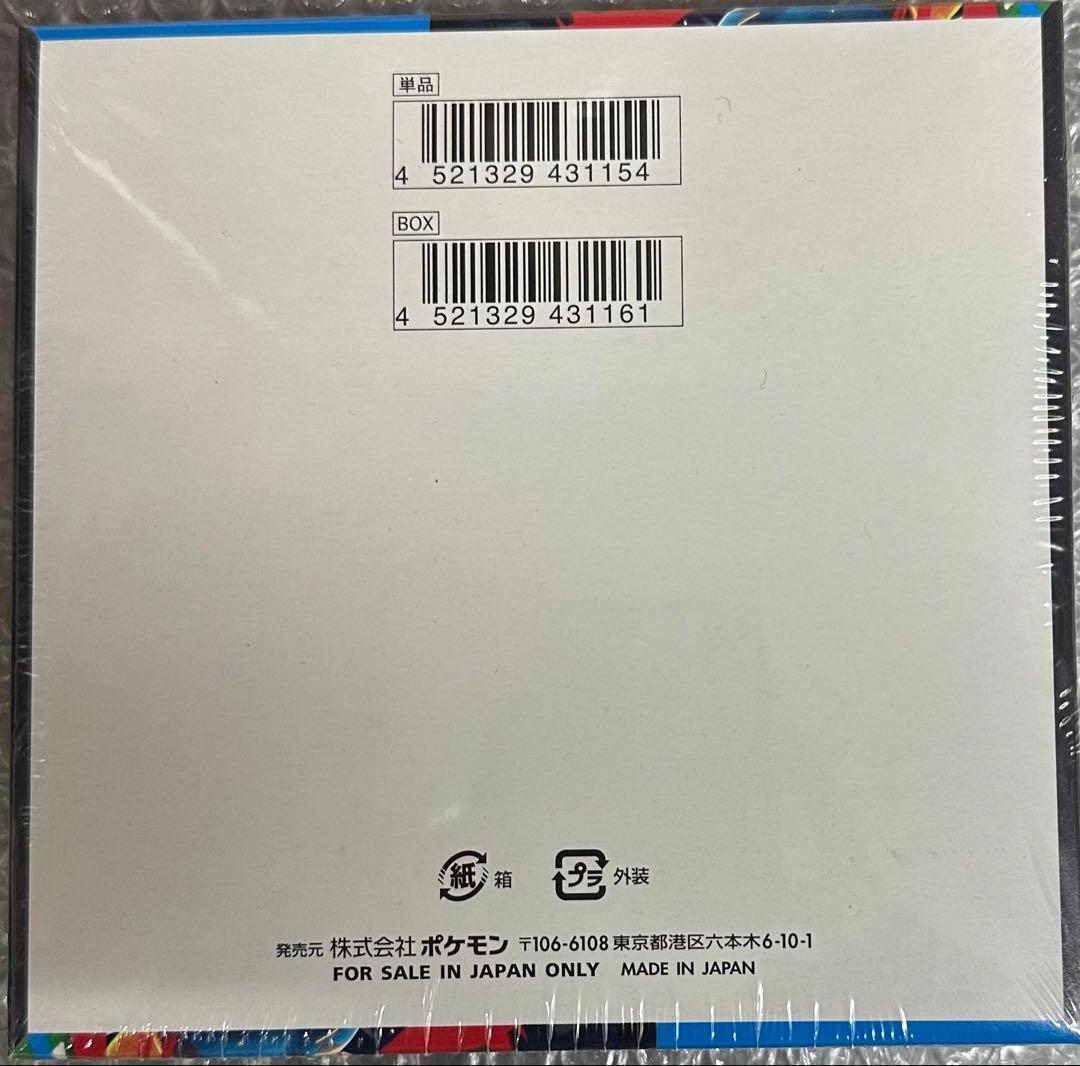 単品
4 521329 431154
BOX
4 521329 431161
紙 箱 プラ 外装
発売元 株式会社 ポケモン 〒106-6108 東京都港区六本木6-10-1
FOR SALE IN JAPAN ONLY MADE IN JAPAN